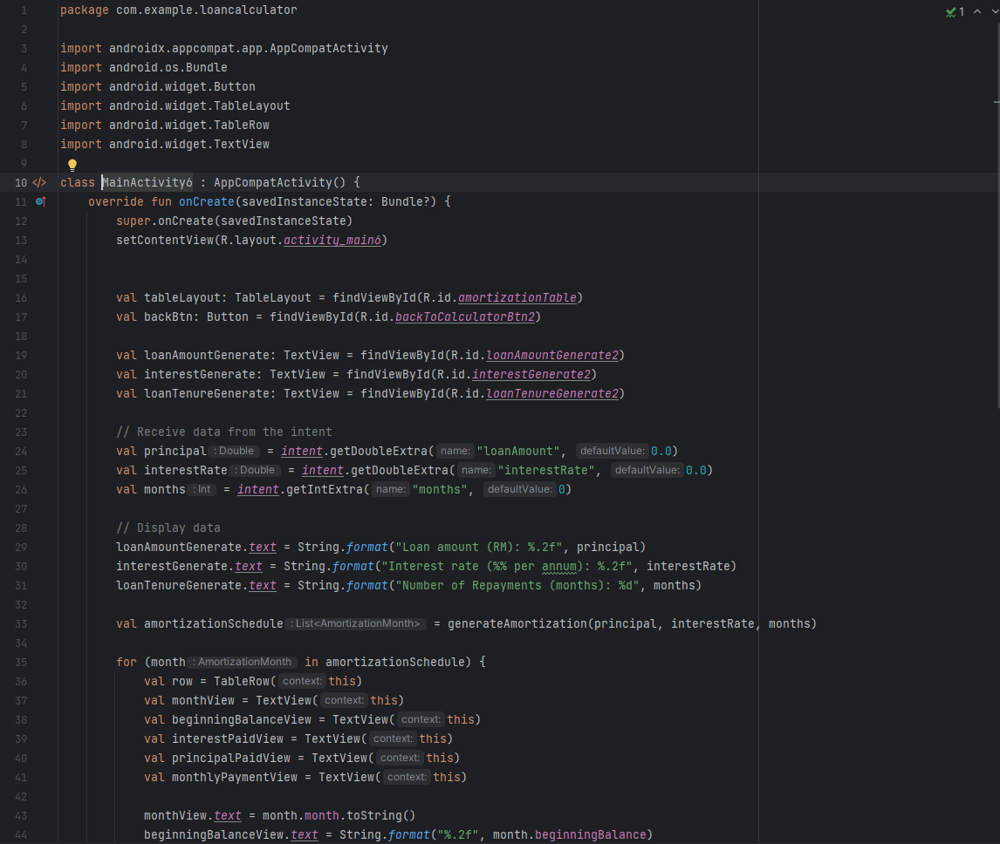 1 package com.example.loancalculator
2
3 import androidx.appcompat.app.AppCompatActivity
4 import android.os.Bundle
5 import android.widget.Button
6 import android.widget.TableLayout
7 import android.widget.TableRow
8 import android.widget.TextView
9
10 </> class MainActivity6 : AppCompatActivity() {
11 override fun onCreate(savedInstanceState: Bundle?) {
12 super.onCreate(savedInstanceState)
13 setContentView(R.layout.activity_main6)
14
15
16 val tableLayout: TableLayout = findViewById(R.id.amortizationTable)
17 val backBtn: Button = findViewById(R.id.backToCalculatorBtn2)
18
19 val loanAmountGenerate: TextView = findViewById(R.id.loanAmountGenerate2)
20 val interestGenerate: TextView = findViewById(R.id.interestGenerate2)
21 val loanTenureGenerate: TextView = findViewById(R.id.loanTenureGenerate2)
22
23 // Receive data from the intent
24 val principal : Double = intent.getDoubleExtra( name: "loanAmount", defaultValue: 0.0)
25 val interestRate : Double = intent.getDoubleExtra( name: "interestRate", defaultValue: 0.0)
26 val months : Int = intent.getIntExtra( name: "months", defaultValue: 0)
27
28 // Display data
29 loanAmountGenerate.text = String.format("Loan amount (RM): %.2f", principal)
30 interestGenerate.text = String.format("Interest rate (%% per annum): %.2f", interestRate)
31 loanTenureGenerate.text = String.format("Number of Repayments (months): %d", months)
32
33 val amortizationSchedule : List<AmortizationMonth> = generateAmortization(principal, interestRate, months)
34
35 for (month : AmortizationMonth in amortizationSchedule) {
36 val row = TableRow( context: this)
37 val monthView = TextView( context: this)
38 val beginningBalanceView = TextView( context: this)
39 val interestPaidView = TextView( context: this)
40 val principalPaidView = TextView( context: this)
41 val monthlyPaymentView = TextView( context: this)
42
43 monthView.text = month.month.toString()
44 beginningBalanceView.text = String.format("%.2f", month.beginningBalance)
1